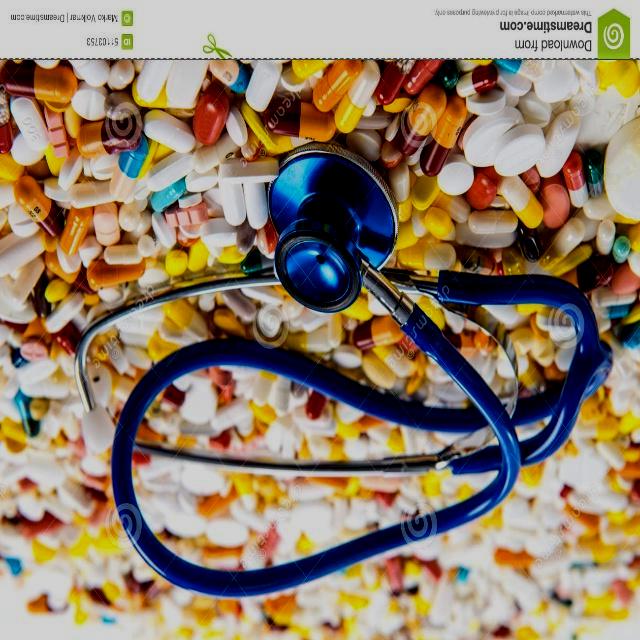 Download from
Dreamstime.com
This watermarked comp image is for previewing purposes only.
ID 51103753
© Marko Volkmar | Dreamstime.com